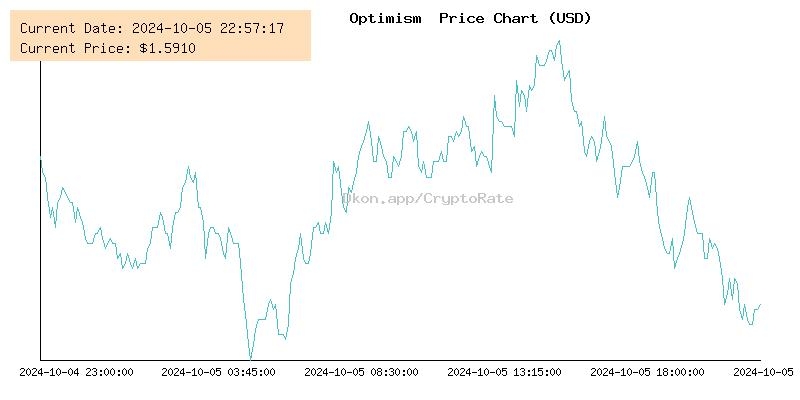 Optimism  Price Chart (USD)
Current Date: 2024-10-05 22:57:17
Current Price: $1.5910
Dkon.app/CryptoRate
2024-10-04 23:00:00 2024-10-05 03:45:00 2024-10-05 08:30:00 2024-10-05 13:15:00 2024-10-05 18:00:00 2024-10-05